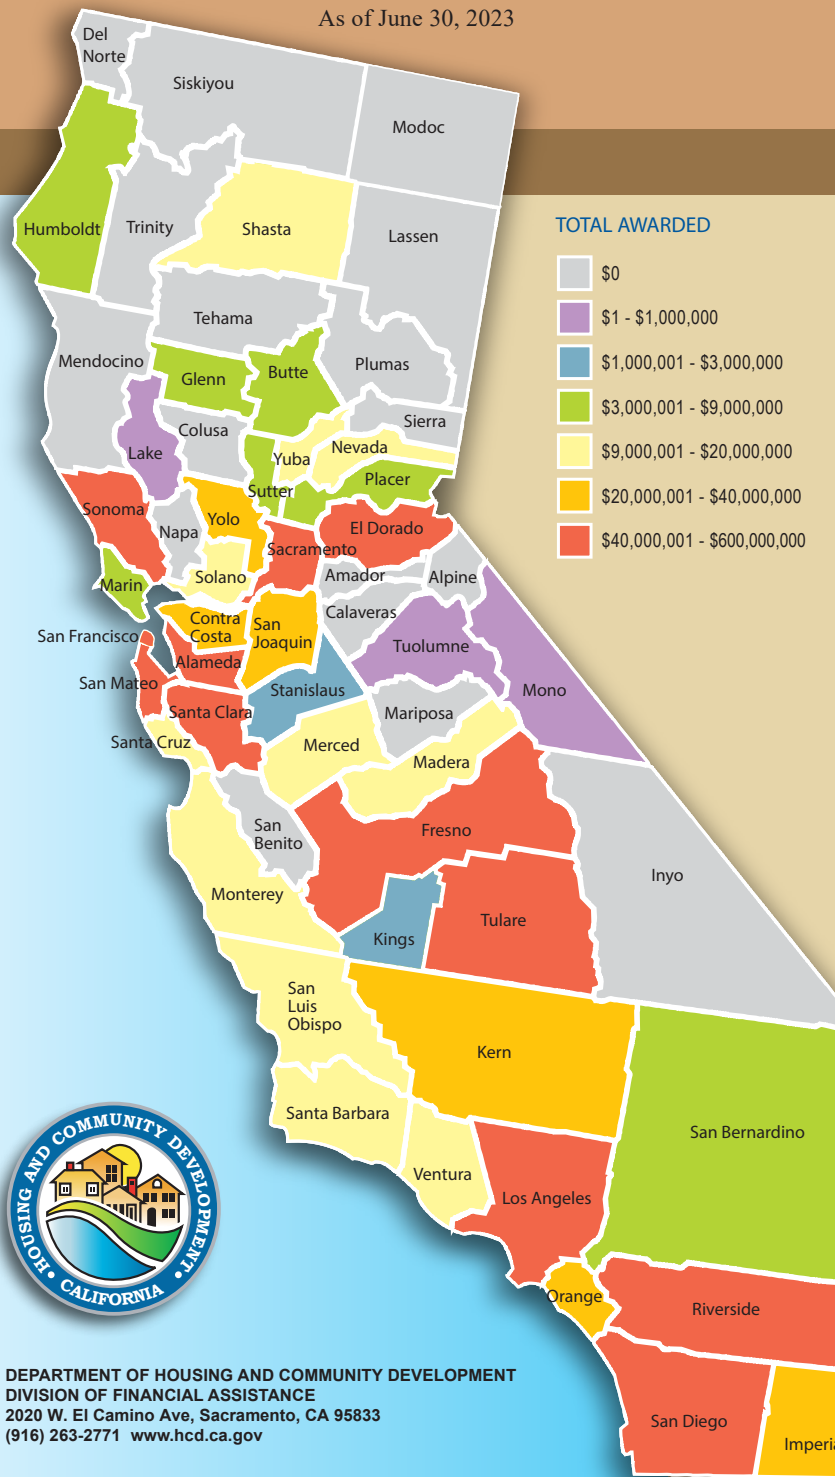 As of June 30, 2023
Del
Norte
Siskiyou
Modoc
Humboldt
Trinity
Shasta
Lassen
TOTAL AWARDED
$0
$1 - $1,000,000
$1,000,001 - $3,000,000
$3,000,001 - $9,000,000
$9,000,001 - $20,000,000
$20,000,001 - $40,000,000
$40,000,001 - $600,000,000
Tehama
Mendocino
Glenn
Butte
Plumas
Colusa
Sierra
Lake
Yuba
Nevada
Sutter
Placer
Sonoma
Napa
Yolo
El Dorado
Sacramento
Marin
Solano
Amador
Alpine
Calaveras
San Francisco
Contra
Costa
San
Joaquin
Tuolumne
Alameda
San Mateo
Stanislaus
Mono
Santa Clara
Mariposa
Santa Cruz
Merced
Madera
San
Benito
Fresno
Inyo
Monterey
Kings
Tulare
San
Luis
Obispo
Kern
Santa Barbara
San Bernardino
Ventura
Los Angeles
Orange
Riverside
San Diego
Imperia
HOUSING AND COMMUNITY DEVELOPMENT
CALIFORNIA
DEPARTMENT OF HOUSING AND COMMUNITY DEVELOPMENT
DIVISION OF FINANCIAL ASSISTANCE
2020 W. El Camino Ave, Sacramento, CA 95833
(916) 263-2771 www.hcd.ca.gov